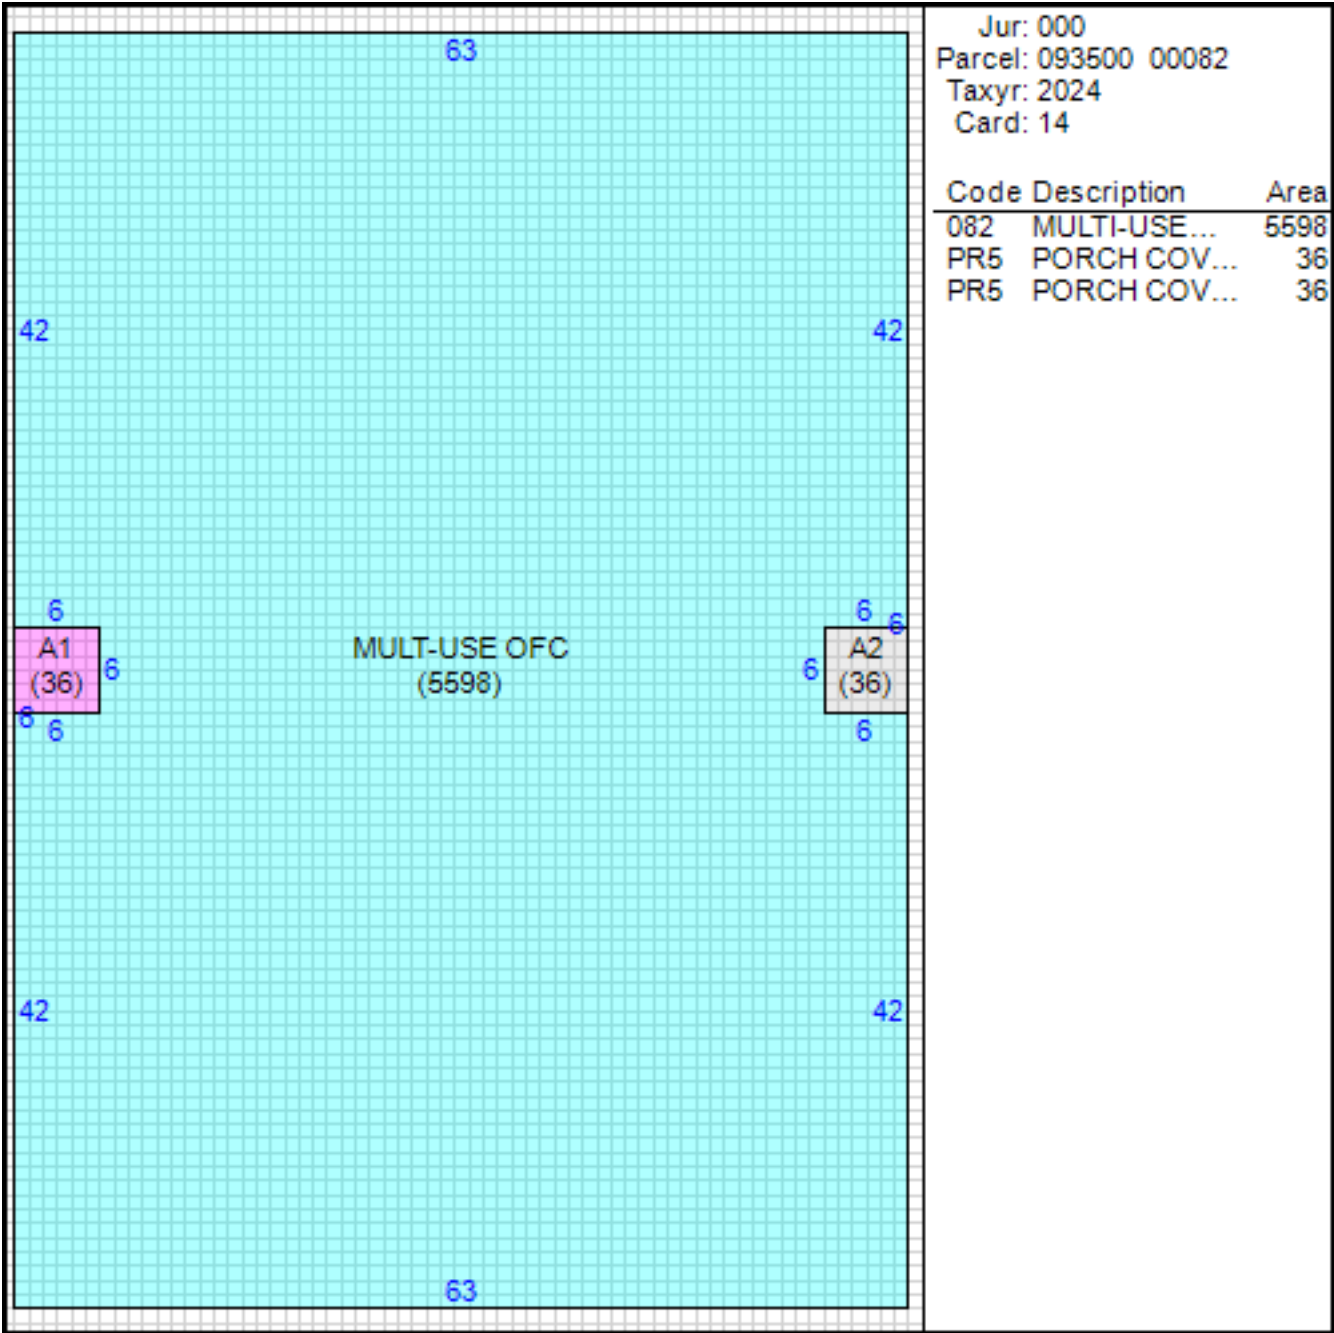 63
42
42
6
6
6
A1
(36)
6
MULT-USE OFC
(5598)
6
A2
(36)
6
6
6
42
42
63
Jur: 000
Parcel: 093500 00082
Taxyr: 2024
Card: 14
Code Description Area
082 MULTI-USE... 5598
PR5 PORCH COV... 36
PR5 PORCH COV... 36